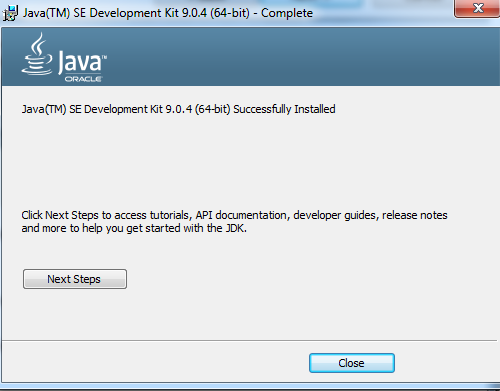 Java(TM) SE Development Kit 9.0.4 (64-bit) - Complete
Java™
ORACLE
Java(TM) SE Development Kit 9.0.4 (64-bit) Successfully Installed
Click Next Steps to access tutorials, API documentation, developer guides, release notes
and more to help you get started with the JDK.
Next Steps
Close